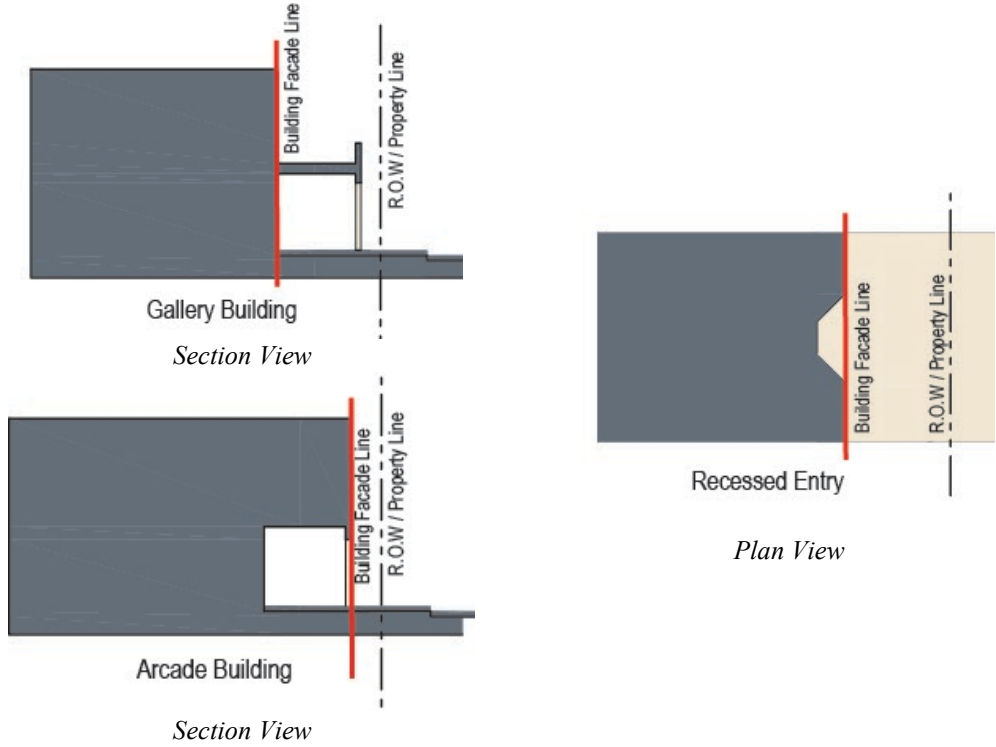 Building Facade Line
R.O.W / Property Line
Gallery Building
Section View
Building Facade Line
R.O.W / Property Line
Arcade Building
Section View
Building Facade Line
R.O.W / Property Line
Recessed Entry
Plan View